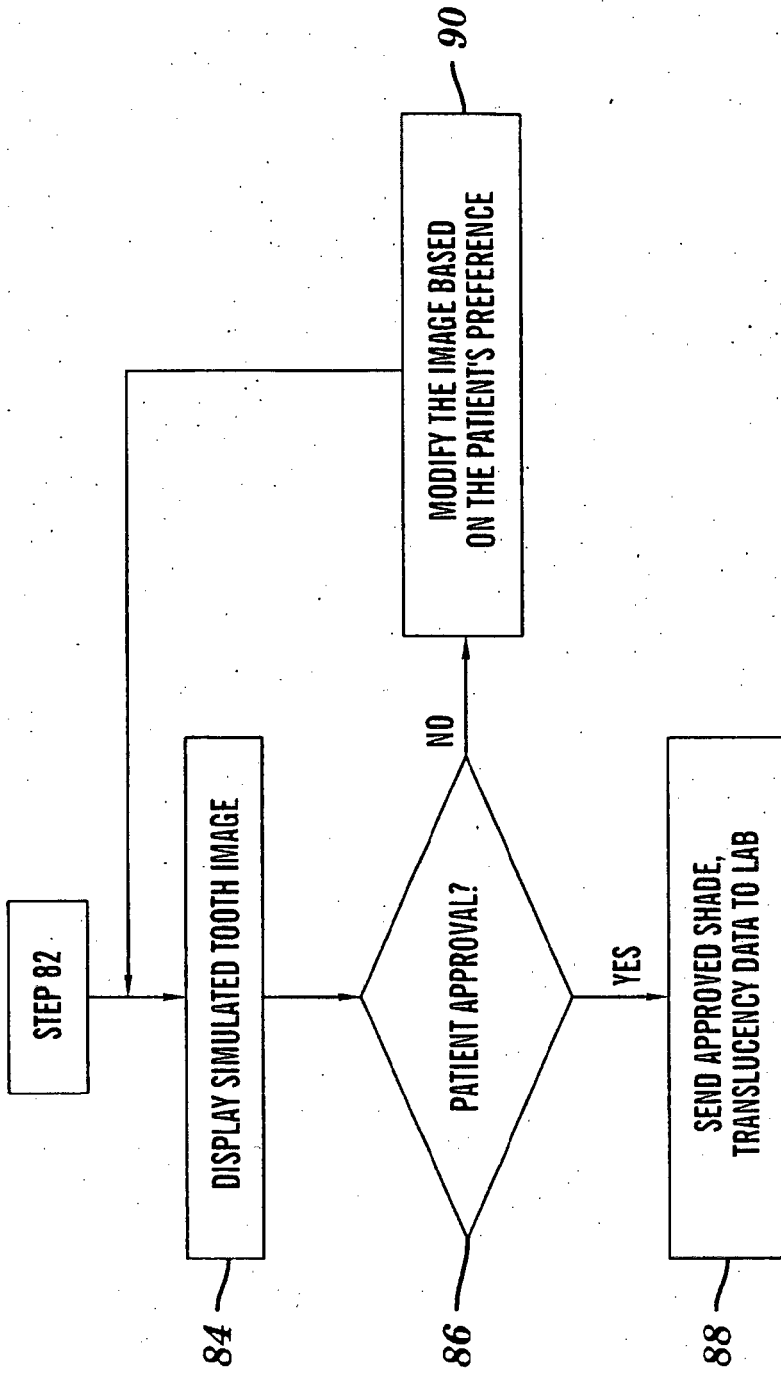 STEP 82
DISPLAY SIMULATED TOOTH IMAGE
84
PATIENT APPROVAL?
86
NO
MODIFY THE IMAGE BASED
ON THE PATIENT'S PREFERENCE
90
YES
SEND APPROVED SHADE,
TRANSLUCENCY DATA TO LAB
88